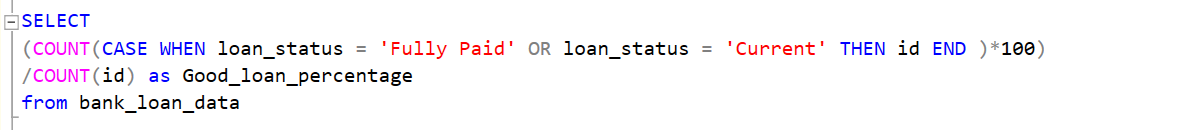 SELECT
(COUNT(CASE WHEN loan_status = 'Fully Paid' OR loan_status = 'Current' THEN id END )*100)
/COUNT(id) as Good_loan_percentage
from bank_loan_data